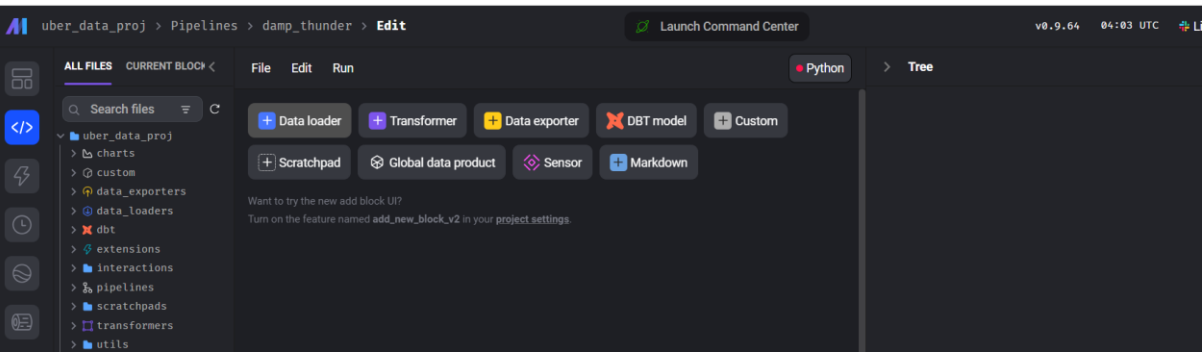 uber_data_proj > Pipelines > damp_thunder > Edit
Launch Command Center
v0.9.64 04:03 UTC Li
ALL FILES CURRENT BLOCK
File Edit Run
Python
Tree
Search files
uber_data_proj
charts
custom
data_exporters
data_loaders
dbt
extensions
interactions
pipelines
scratchpads
transformers
utils
Data loader Transformer Data exporter DBT model Custom
Scratchpad Global data product Sensor Markdown
Want to try the new add block UI?
Turn on the feature named add_new_block_v2 in your project settings.